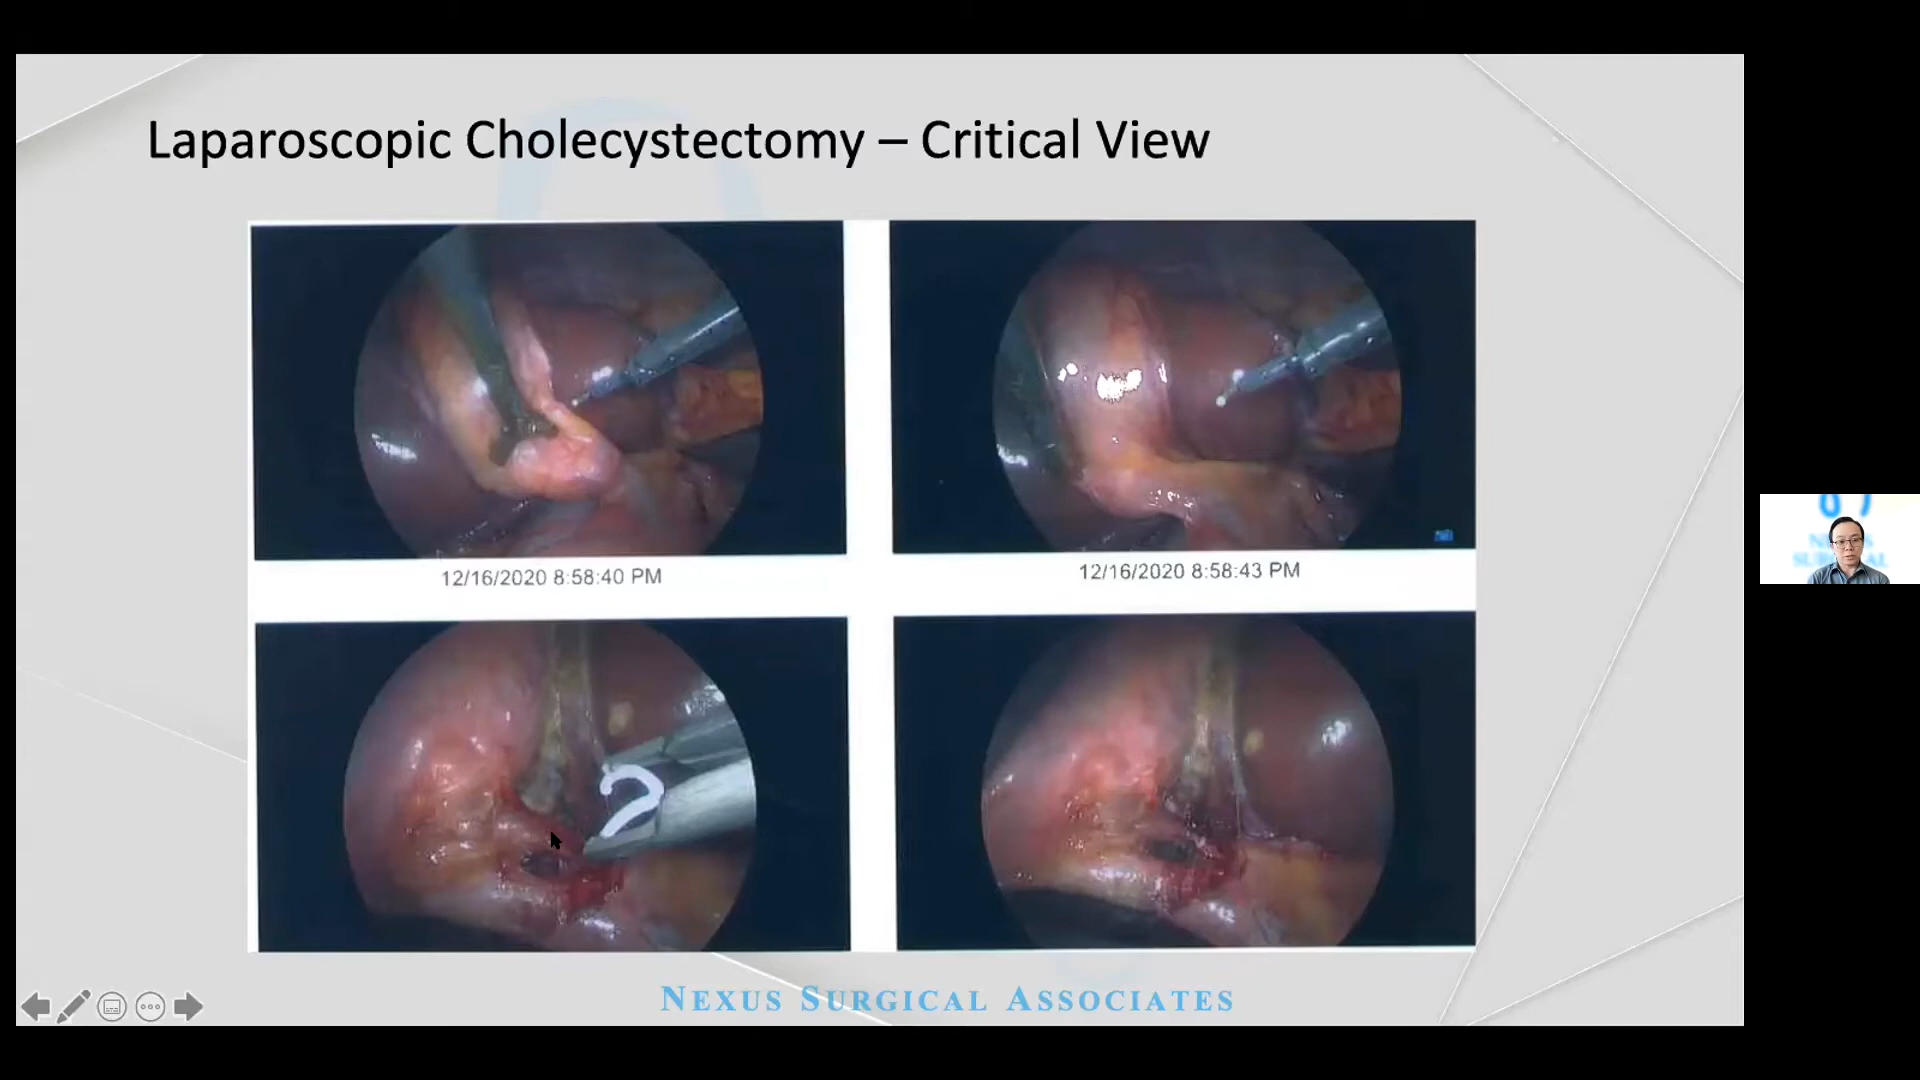 Laparoscopic Cholecystectomy – Critical View
12/16/2020 8:58:40 PM
12/16/2020 8:58:43 PM
NEXUS SURGICAL ASSOCIATES